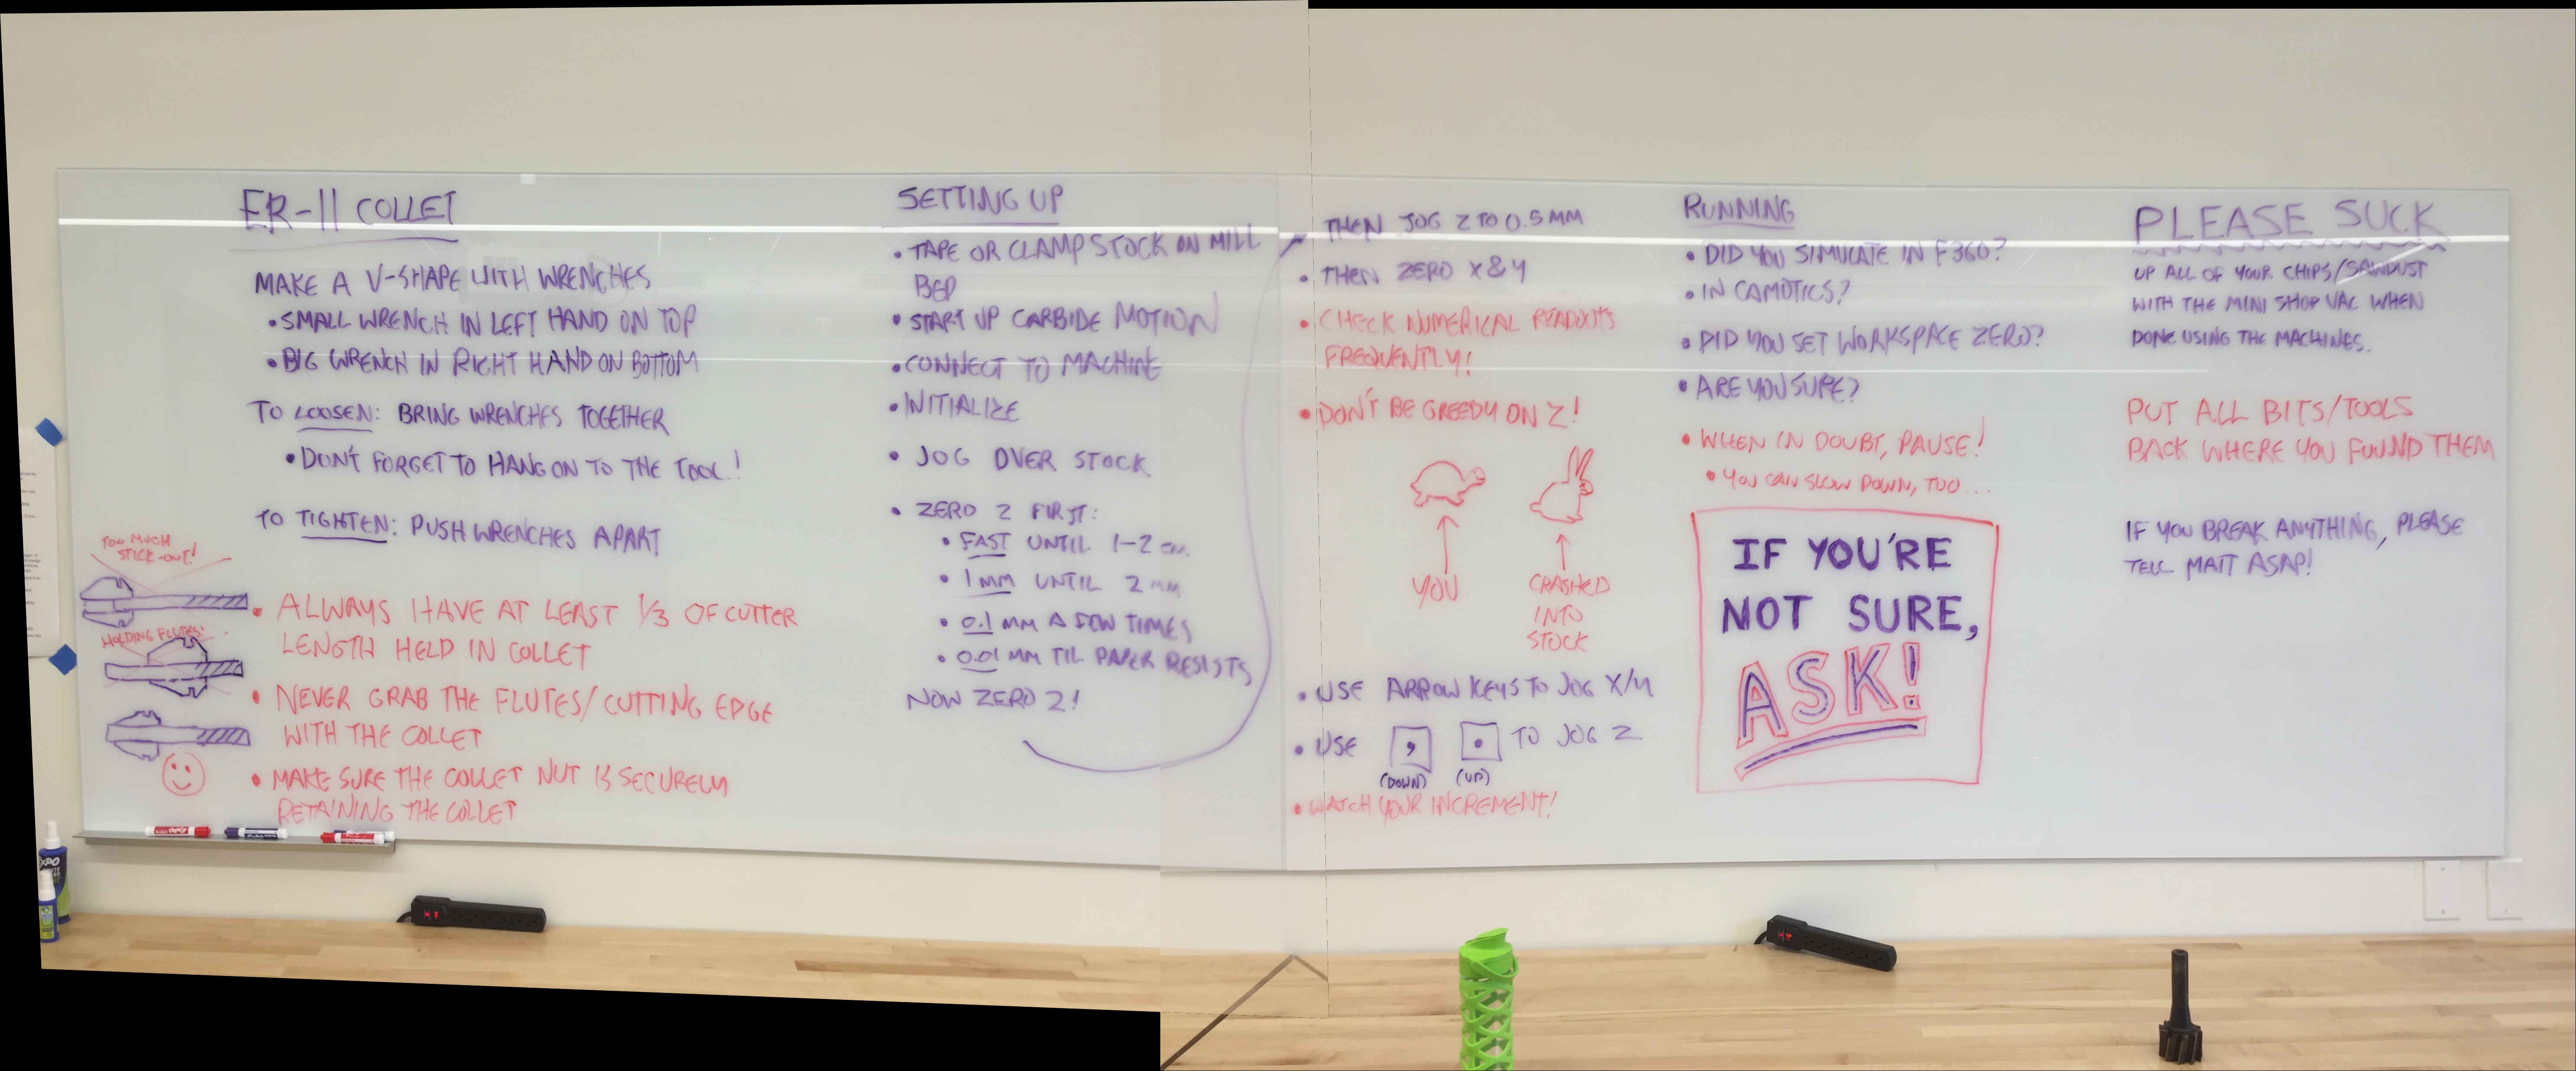 ER-11 COLLET
MAKE A V-SHAPE WITH WRENCHES
• SMALL WRENCH IN LEFT HAND ON TOP
• BIG WRENCH IN RIGHT HAND ON BOTTOM
TO LOOSEN: BRING WRENCHES TOGETHER
• DON'T FORGET TO HANG ON TO THE TOOL!
TO TIGHTEN: PUSH WRENCHES APART
TOO MUCH
STICK-OUT!
HOLDING FLUTES!
• ALWAYS HAVE AT LEAST 1/3 OF CUTTER
LENGTH HELD IN COLLET
• NEVER GRAB THE FLUTES/CUTTING EDGE
WITH THE COLLET
• MAKE SURE THE COLLET NUT IS SECURELY
RETAINING THE COLLET
SETTING UP
• TAPE OR CLAMP STOCK ON MILL
BED
• START UP CARBIDE MOTION
• CONNECT TO MACHINE
• INITIALIZE
• JOG OVER STOCK
• ZERO Z FIRST:
• FAST UNTIL 1-2 cm
• 1MM UNTIL 2MM
• 0.1 MM A FEW TIMES
• 0.01 MM TIL PAPER RESISTS
NOW ZERO Z!
THEN JOG Z TO 0.5 MM
• THEN ZERO X & Y
• CHECK NUMERICAL READOUTS
FREQUENTLY!
• DON'T BE GREEDY ON Z!
YOU
CRASHED
INTO
STOCK
• USE ARROW KEYS TO JOG X/Y
• USE , . TO JOG Z
(DOWN) (UP)
• WATCH YOUR INCREMENT!
RUNNING
• DID YOU SIMULATE IN F360?
• IN CAMOTICS?
• DID YOU SET WORKSPACE ZERO?
• ARE YOU SURE?
• WHEN IN DOUBT, PAUSE!
• YOU CAN SLOW DOWN, TOO...
IF YOU'RE
NOT SURE,
ASK!
PLEASE SUCK
UP ALL OF YOUR CHIPS/SAWDUST
WITH THE MINI SHOP VAC WHEN
DONE USING THE MACHINES.
PUT ALL BITS/TOOLS
BACK WHERE YOU FOUND THEM
IF YOU BREAK ANYTHING, PLEASE
TELL MATT ASAP!